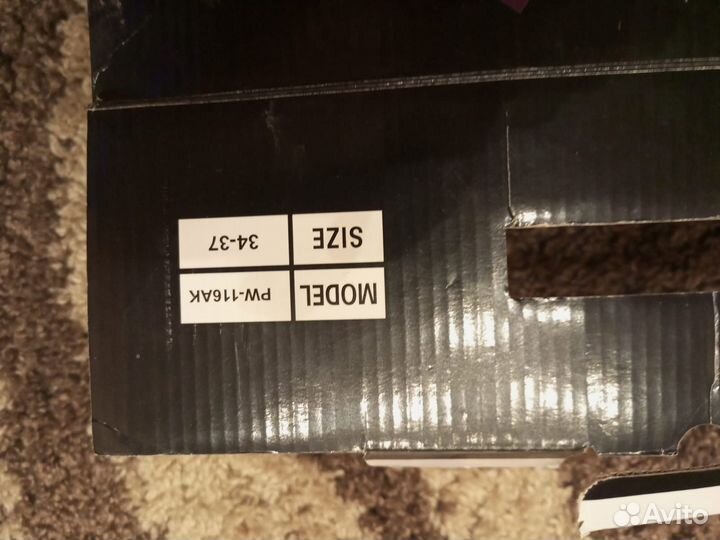 MODEL PW-116AK
SIZE 34-37
Avito